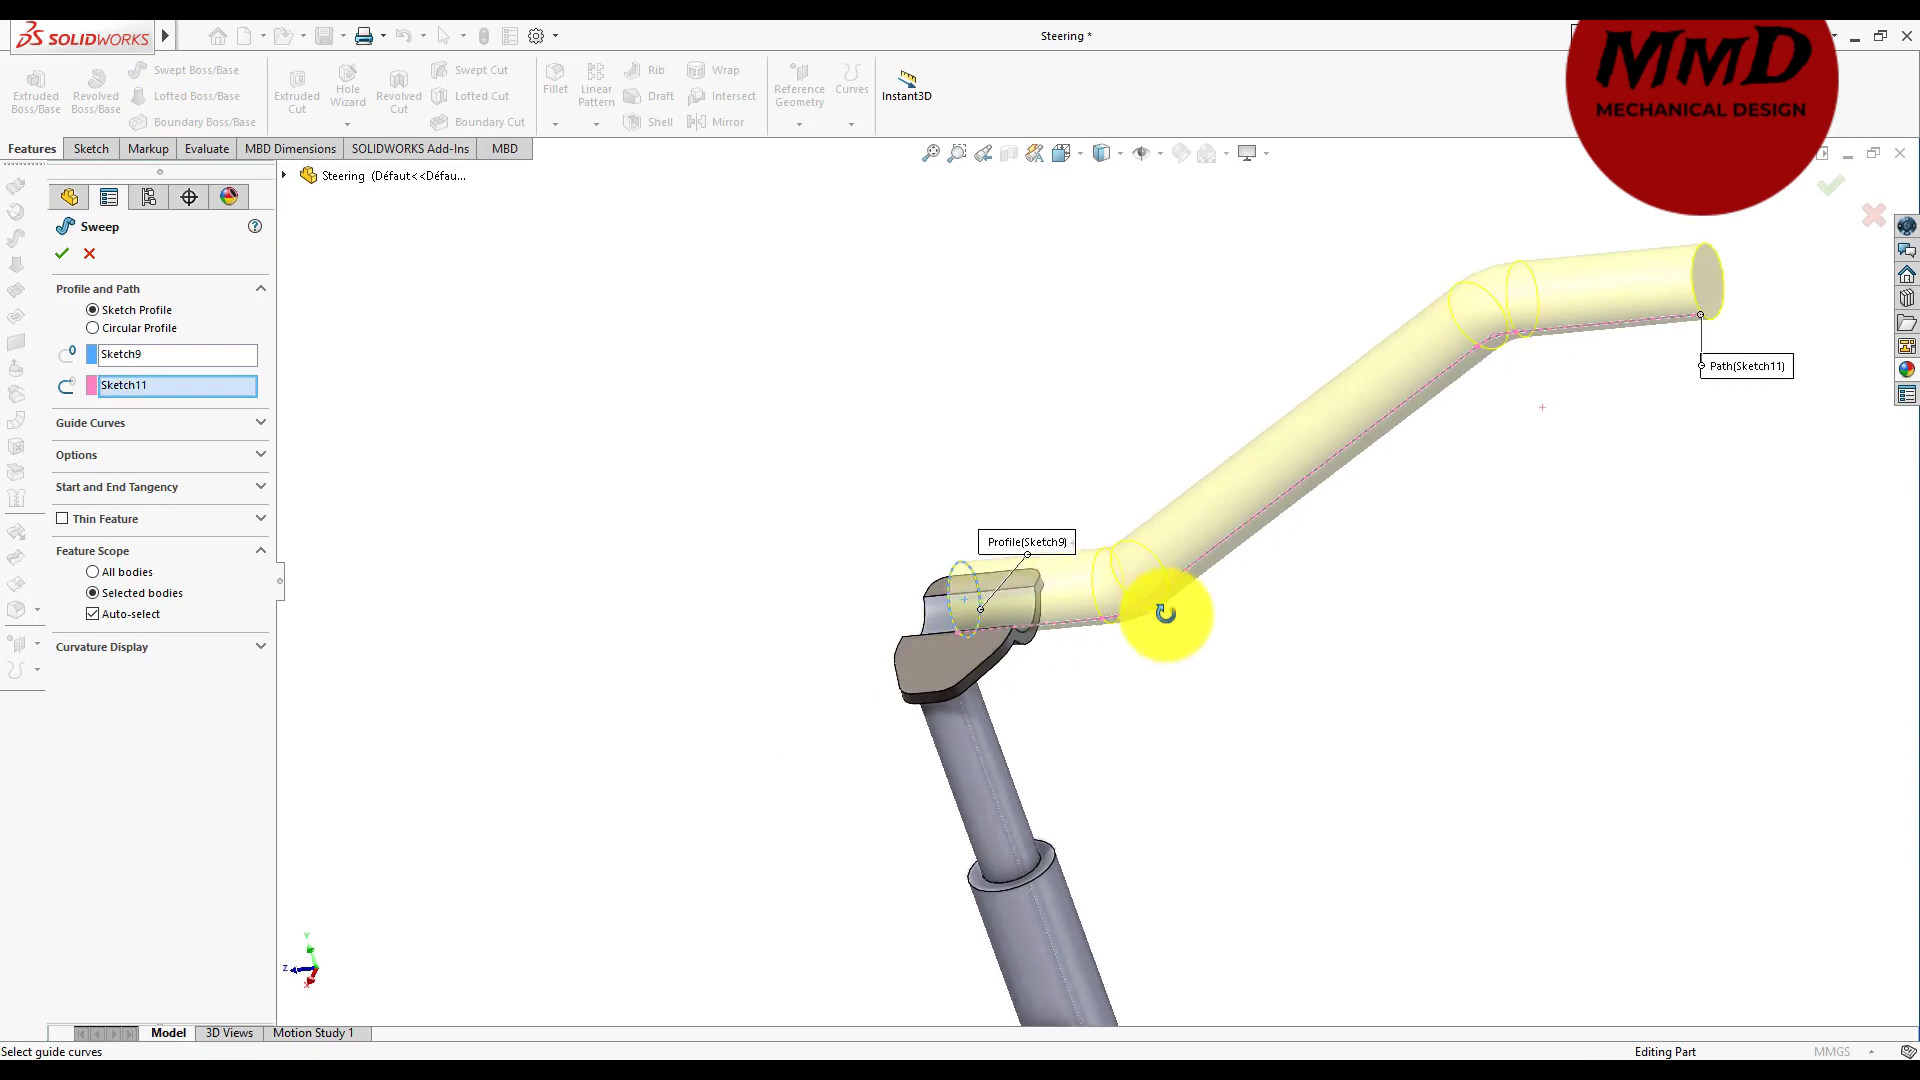 SOLIDWORKS
Steering *
MMD
MECHANICAL DESIGN
Extruded Boss/Base
Revolved Boss/Base
Swept Boss/Base
Lofted Boss/Base
Boundary Boss/Base
Extruded Cut
Hole Wizard
Revolved Cut
Swept Cut
Lofted Cut
Boundary Cut
Fillet
Linear Pattern
Rib
Draft
Shell
Wrap
Intersect
Mirror
Reference Geometry
Curves
Instant3D
Features
Sketch
Markup
Evaluate
MBD Dimensions
SOLIDWORKS Add-Ins
MBD
Steering (Défaut<<Défau...
Sweep
Profile and Path
Sketch Profile
Circular Profile
Sketch9
Sketch11
Guide Curves
Options
Start and End Tangency
Thin Feature
Feature Scope
All bodies
Selected bodies
Auto-select
Curvature Display
Path(Sketch11)
Profile(Sketch9)
Y
Z
X
Model
3D Views
Motion Study 1
Select guide curves
Editing Part
MMGS